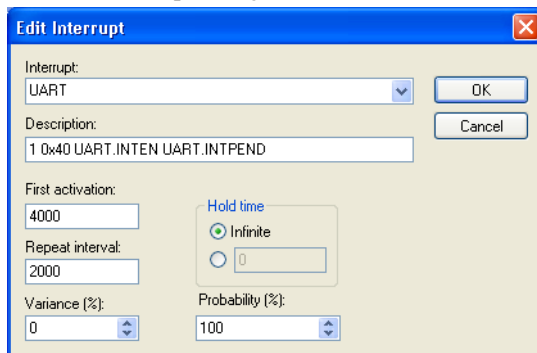 Edit Interrupt
Interrupt:
UART
OK
Description:
Cancel
1 0x40 UART.INTEN UART.INTPEND
First activation:
4000
Hold time
Infinite
Repeat interval:
0
2000
Variance (%):
Probability (%):
0
100